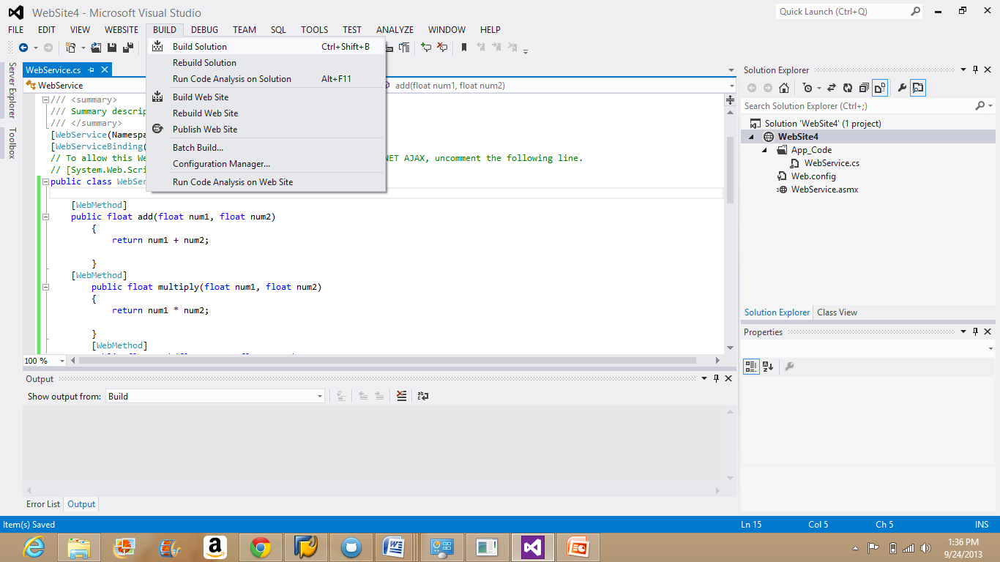 WebSite4 - Microsoft Visual Studio
Quick Launch (Ctrl+Q)
FILE EDIT VIEW WEBSITE BUILD DEBUG TEAM SQL TOOLS TEST ANALYZE WINDOW HELP
Build Solution Ctrl+Shift+B
Rebuild Solution
Run Code Analysis on Solution Alt+F11
Build Web Site
Rebuild Web Site
Publish Web Site
Batch Build...
Configuration Manager...
Run Code Analysis on Web Site
Server Explorer
Toolbox
WebService.cs
WebService
add(float num1, float num2)
/// <summary>
/// Summary descrip
/// </summary>
[WebService(Namespa
[WebServiceBinding(
// To allow this We NET AJAX, uncomment the following line.
// [System.Web.Scri
public class WebSer
[WebMethod]
public float add(float num1, float num2)
{
return num1 + num2;
}
[WebMethod]
public float multiply(float num1, float num2)
{
return num1 * num2;
}
[WebMethod]
100 %
Output
Show output from: Build
Error List Output
Solution Explorer
Search Solution Explorer (Ctrl+;)
Solution 'WebSite4' (1 project)
WebSite4
App_Code
WebService.cs
Web.config
WebService.asmx
Solution Explorer Class View
Properties
Item(s) Saved Ln 15 Col 5 Ch 5 INS
1:36 PM
9/24/2013